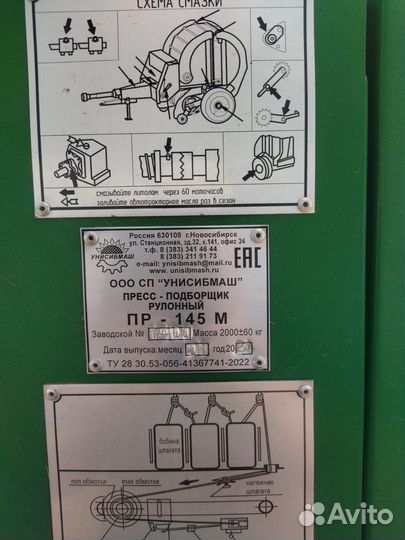 СХЕМА СМАЗКИ
смазывайте литолом через 60 моточасов
заливайте автотракторное масло раз в сезон
Россия 630108 г.Новосибирск
ул. Станционная, зд.32, к.141, офис 34
т.ф 8 (383) 341 46 44
8 (383) 211 91 73
e-mail: unisibmash@mail.ru
www. unisibmash.ru
УНИСИБМАШ
ЕАС
ООО СП "УНИСИБМАШ"
ПРЕСС - ПОДБОРЩИК
РУЛОННЫЙ
ПР - 145 М
Заводской № Масса 2000±60 кг
Дата выпуска:месяц год 20
ТУ 28 30.53-056-41367741-2022
бобина
шпагата
min обмотки
max обмотки
натяжник
шпагата
Avito